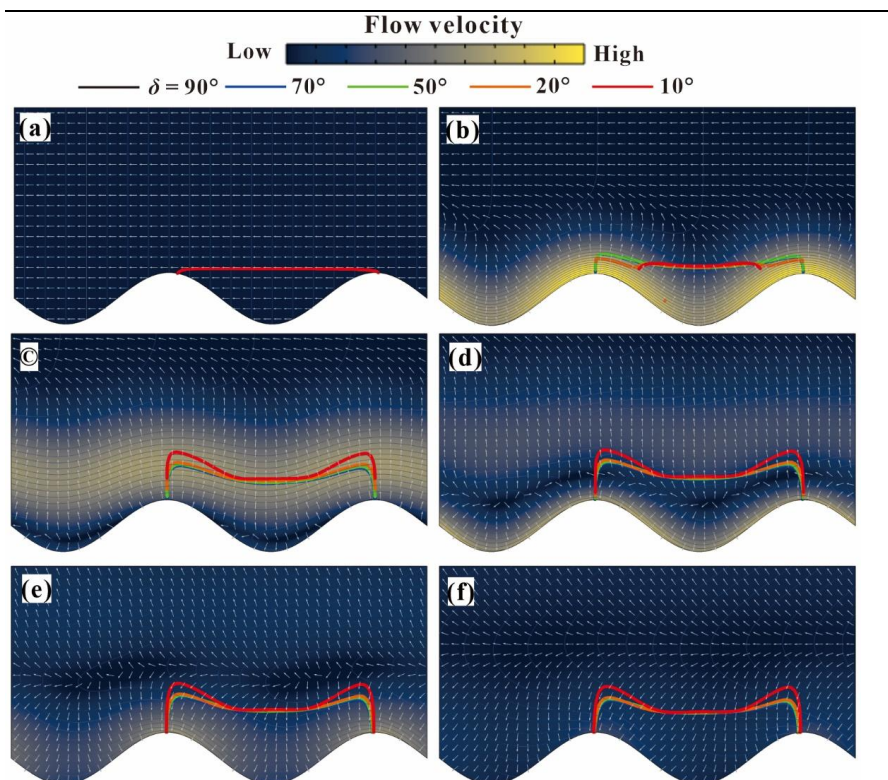 Flow velocity
Low High
δ = 90° 70° 50° 20° 10°
(a) (b)
© (d)
(e) (f)